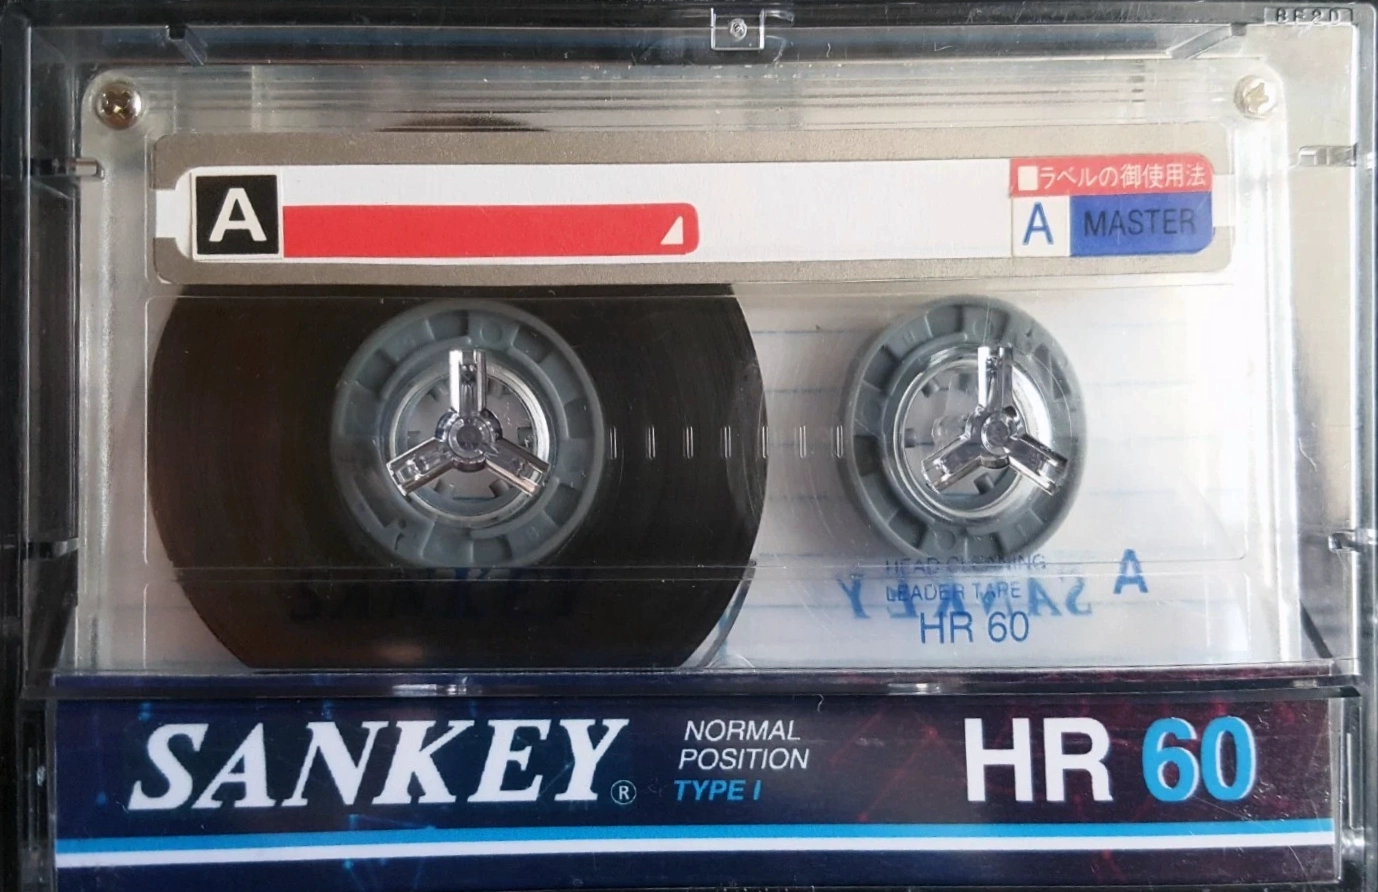 A
■ラベルの御使用法
A MASTER
HEAD CLEANING
LEADER TAPE
HR 60
A
SANKEY
SANKEY®
NORMAL
POSITION
TYPE I
HR 60